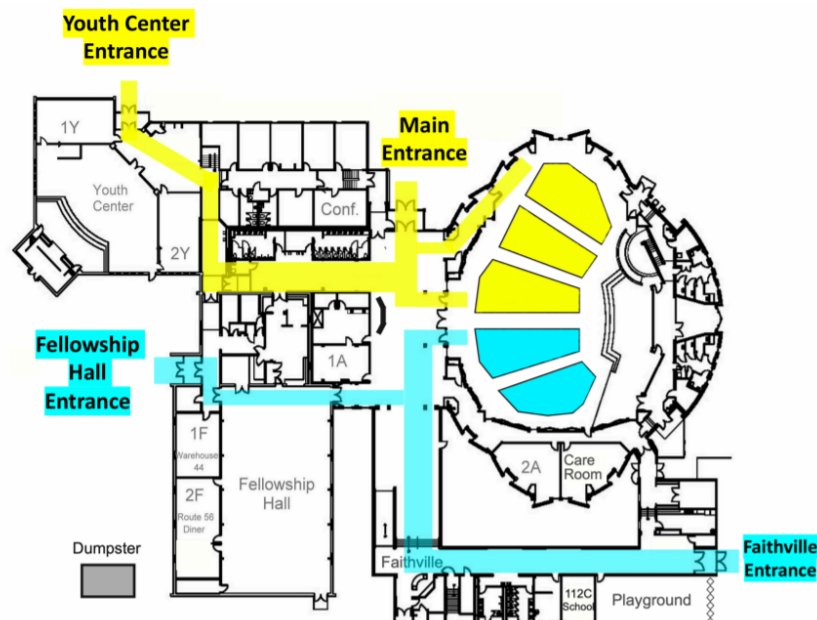 Youth Center
Entrance
1Y
Youth
Center
2Y
Conf.
Main
Entrance
Fellowship
Hall
Entrance
1
1A
1F
Warehouse
44
2F
Route 56
Diner
Fellowship
Hall
2A
Care
Room
Dumpster
Faithville
Faithville
Entrance
112C
School
Playground